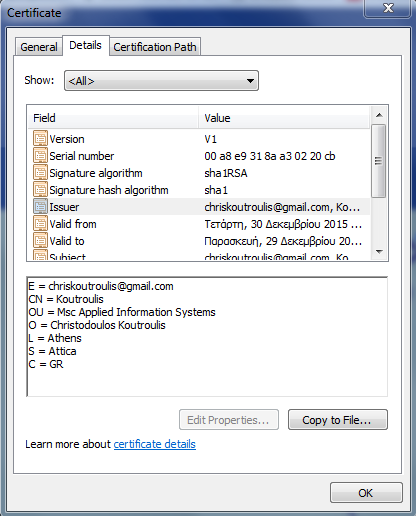 Certificate
General Details Certification Path
Show: <All>
Field Value
Version V1
Serial number 00 a8 e9 31 8a a3 02 20 cb
Signature algorithm sha1RSA
Signature hash algorithm sha1
Issuer chriskoutroulis@gmail.com, Ko...
Valid from Τετάρτη, 30 Δεκεμβρίου 2015 ...
Valid to Παρασκευή, 29 Δεκεμβρίου 20...
Subject chriskoutroulis@gmail.com, Ko...
E = chriskoutroulis@gmail.com
CN = Koutroulis
OU = Msc Applied Information Systems
O = Christodoulos Koutroulis
L = Athens
S = Attica
C = GR
Edit Properties... Copy to File...
Learn more about certificate details
OK